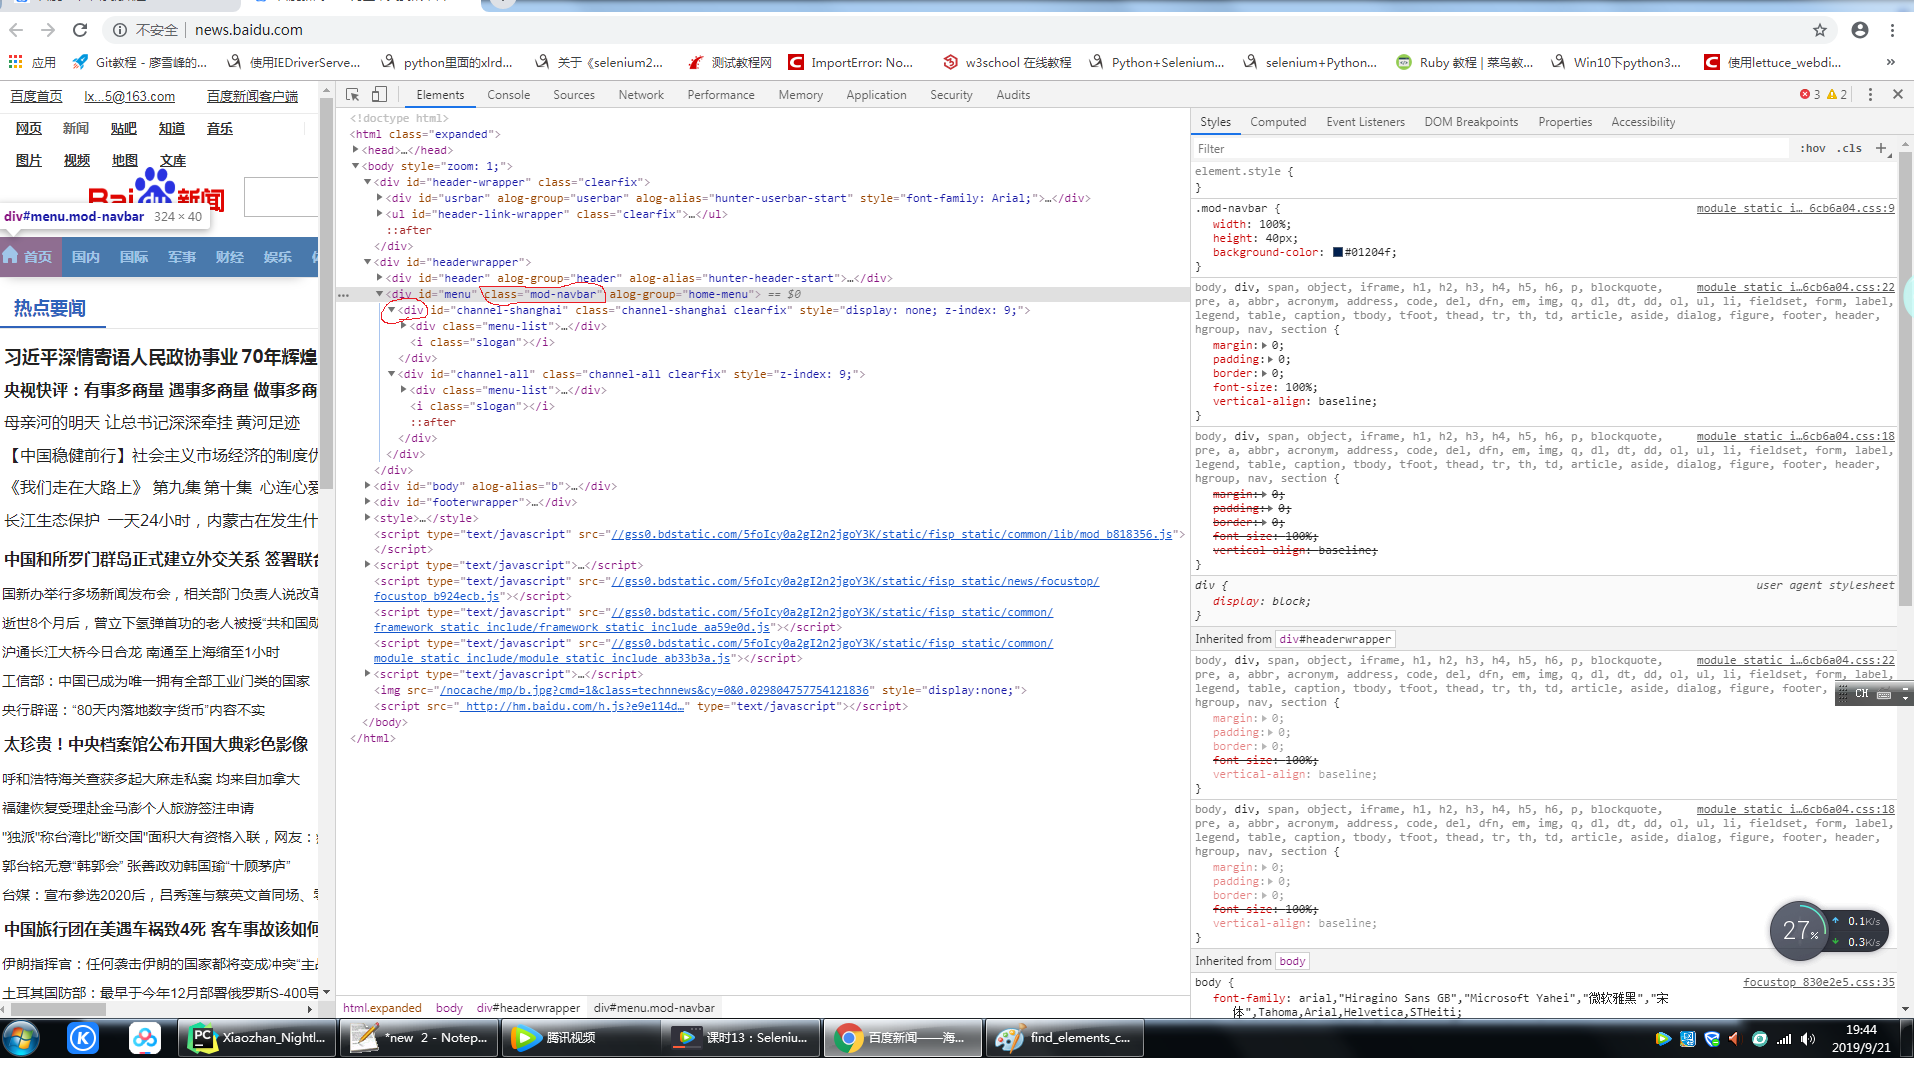 不安全 news.baidu.com
应用 Git教程 - 廖雪峰的... 使用IEDriverServe... python里面的xlrd... 关于《selenium2... 测试教程网 ImportError: No... w3school 在线教程 Python+Selenium... selenium+Python... Ruby 教程 | 菜鸟教... Win10下python3... 使用lettuce_webdi... »
百度首页 lx...5@163.com 百度新闻客户端
网页 新闻 贴吧 知道 音乐
图片 视频 地图 文库
Bai 新闻
div#menu.mod-navbar 324 × 40
首页 国内 国际 军事 财经 娱乐
热点要闻
习近平深情寄语人民政协事业 70年辉煌
央视快评：有事多商量 遇事多商量 做事多商
母亲河的明天 让总书记深深牵挂 黄河足迹
【中国稳健前行】社会主义市场经济的制度优
《我们走在大路上》 第九集 第十集 心连心爱
长江生态保护 一天24小时，内蒙古在发生什
中国和所罗门群岛正式建立外交关系 签署联合
国新办举行多场新闻发布会，相关部门负责人说改革
逝世8个月后，曾立下氢弹首功的老人被授“共和国勋
沪通长江大桥今日合龙 南通至上海缩至1小时
工信部：中国已成为唯一拥有全部工业门类的国家
央行辟谣：“80天内落地数字货币”内容不实
太珍贵！中央档案馆公布开国大典彩色影像
呼和浩特海关查获多起大麻走私案 均来自加拿大
福建恢复受理赴金马澎个人旅游签注申请
"独派"称台湾比"断交国"面积大有资格入联，网友：
郭台铭无意“韩郭会” 张善政劝韩国瑜“十顾茅庐”
台媒：宣布参选2020后，吕秀莲与蔡英文首同场、
中国旅行团在美遇车祸致4死 客车事故该如何
伊朗指挥官：任何袭击伊朗的国家都将变成冲突“主战
土耳其国防部：最早于今年12月部署俄罗斯S-400导
Elements Console Sources Network Performance Memory Application Security Audits 3 2
<!doctype html>
<html class="expanded">
<head>…</head>
<body style="zoom: 1;">
<div id="header-wrapper" class="clearfix">
<div id="usrbar" alog-group="userbar" alog-alias="hunter-userbar-start" style="font-family: Arial;">…</div>
<ul id="header-link-wrapper" class="clearfix">…</ul>
::after
</div>
<div id="headerwrapper">
<div id="header" alog-group="header" alog-alias="hunter-header-start">…</div>
<div id="menu" class="mod-navbar" alog-group="home-menu"> == $0
<div id="channel-shanghai" class="channel-shanghai clearfix" style="display: none; z-index: 9;">
<div class="menu-list">…</div>
<i class="slogan"></i>
</div>
<div id="channel-all" class="channel-all clearfix" style="z-index: 9;">
<div class="menu-list">…</div>
<i class="slogan"></i>
::after
</div>
</div>
</div>
<div id="body" alog-alias="b">…</div>
<div id="footerwrapper">…</div>
<style>…</style>
<script type="text/javascript" src="//gss0.bdstatic.com/5foIcy0a2gI2n2jgoY3K/static/fisp_static/common/lib/mod_b818356.js">
</script>
<script type="text/javascript">…</script>
<script type="text/javascript" src="//gss0.bdstatic.com/5foIcy0a2gI2n2jgoY3K/static/fisp_static/news/focustop/
focustop_b924ecb.js"></script>
<script type="text/javascript" src="//gss0.bdstatic.com/5foIcy0a2gI2n2jgoY3K/static/fisp_static/common/
framework_static_include/framework_static_include_aa59e0d.js"></script>
<script type="text/javascript" src="//gss0.bdstatic.com/5foIcy0a2gI2n2jgoY3K/static/fisp_static/common/
module_static_include/module_static_include_ab33b3a.js"></script>
<script type="text/javascript">…</script>
<img src="/nocache/mp/b.jpg?cmd=1&class=technnews&cy=0&0.029804757754121836" style="display:none;">
<script src=" http://hm.baidu.com/h.js?e9e114d…" type="text/javascript"></script>
</body>
</html>
html.expanded body div#headerwrapper div#menu.mod-navbar
Styles Computed Event Listeners DOM Breakpoints Properties Accessibility
Filter :hov .cls +
element.style {
}
.mod-navbar { module_static_i…_6cb6a04.css:9
width: 100%;
height: 40px;
background-color: #01204f;
}
body, div, span, object, iframe, h1, h2, h3, h4, h5, h6, p, blockquote, module_static_i…6cb6a04.css:22
pre, a, abbr, acronym, address, code, del, dfn, em, img, q, dl, dt, dd, ol, ul, li, fieldset, form, label,
legend, table, caption, tbody, tfoot, thead, tr, th, td, article, aside, dialog, figure, footer, header,
hgroup, nav, section {
margin: 0;
padding: 0;
border: 0;
font-size: 100%;
vertical-align: baseline;
}
body, div, span, object, iframe, h1, h2, h3, h4, h5, h6, p, blockquote, module_static_i…6cb6a04.css:18
pre, a, abbr, acronym, address, code, del, dfn, em, img, q, dl, dt, dd, ol, ul, li, fieldset, form, label,
legend, table, caption, tbody, tfoot, thead, tr, th, td, article, aside, dialog, figure, footer, header,
hgroup, nav, section {
margin: 0;
padding: 0;
border: 0;
font-size: 100%;
vertical-align: baseline;
}
div { user agent stylesheet
display: block;
}
Inherited from div#headerwrapper
body, div, span, object, iframe, h1, h2, h3, h4, h5, h6, p, blockquote, module_static_i…6cb6a04.css:22
pre, a, abbr, acronym, address, code, del, dfn, em, img, q, dl, dt, dd, ol, ul, li, fieldset, form, label,
legend, table, caption, tbody, tfoot, thead, tr, th, td, article, aside, dialog, figure, footer,
hgroup, nav, section {
CH
margin: 0;
padding: 0;
border: 0;
font-size: 100%;
vertical-align: baseline;
}
body, div, span, object, iframe, h1, h2, h3, h4, h5, h6, p, blockquote, module_static_i…6cb6a04.css:18
pre, a, abbr, acronym, address, code, del, dfn, em, img, q, dl, dt, dd, ol, ul, li, fieldset, form, label,
legend, table, caption, tbody, tfoot, thead, tr, th, td, article, aside, dialog, figure, footer, header,
hgroup, nav, section {
margin: 0;
padding: 0;
border: 0;
font-size: 100%;
vertical-align: baseline;
}
27% 0.1K/s
0.3K/s
Inherited from body
body { focustop_830e2e5.css:35
font-family: arial,"Hiragino Sans GB","Microsoft Yahei","微软雅黑","宋
体",Tahoma,Arial,Helvetica,STHeiti;
Xiaozhan_Nightl... *new 2 - Notep... 腾讯视频 课时13：Seleniu... 百度新闻——海... find_elements_c...
19:44
2019/9/21